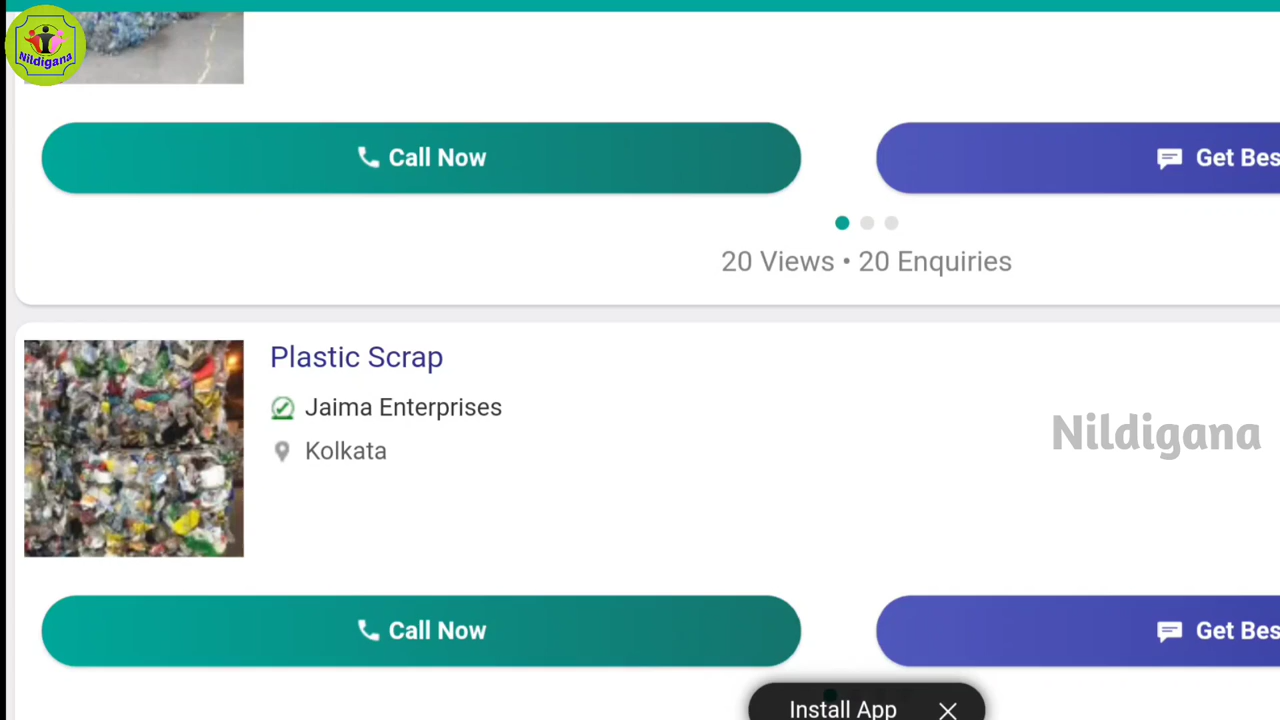 Nildigana
Call Now
Get Bes
20 Views • 20 Enquiries
Plastic Scrap
Jaima Enterprises
Kolkata
Nildigana
Call Now
Get Bes
Install App